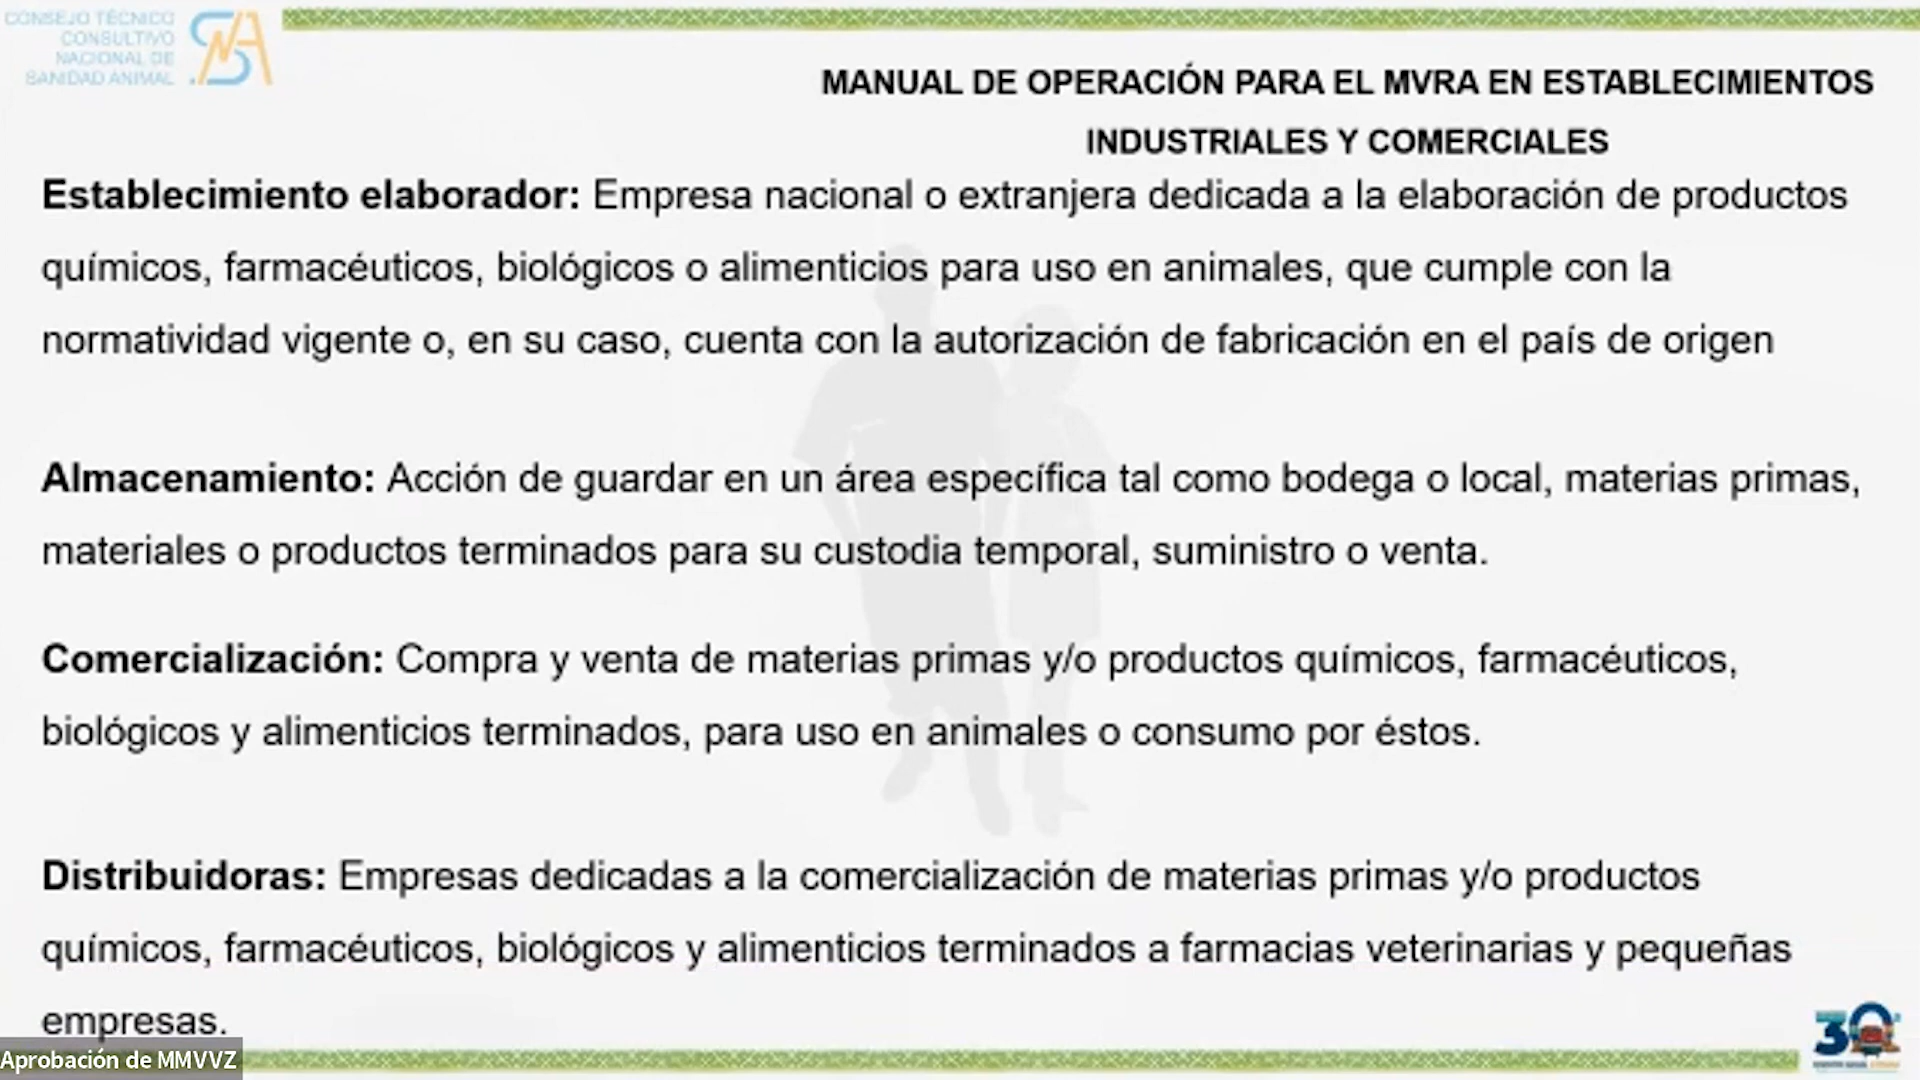 CONSEJO TÉCNICO
CONSULTIVO
NACIONAL DE
SANIDAD ANIMAL
MANUAL DE OPERACIÓN PARA EL MVRA EN ESTABLECIMIENTOS
INDUSTRIALES Y COMERCIALES
Establecimiento elaborador: Empresa nacional o extranjera dedicada a la elaboración de productos
químicos, farmacéuticos, biológicos o alimenticios para uso en animales, que cumple con la
normatividad vigente o, en su caso, cuenta con la autorización de fabricación en el país de origen
Almacenamiento: Acción de guardar en un área específica tal como bodega o local, materias primas,
materiales o productos terminados para su custodia temporal, suministro o venta.
Comercialización: Compra y venta de materias primas y/o productos químicos, farmacéuticos,
biológicos y alimenticios terminados, para uso en animales o consumo por éstos.
Distribuidoras: Empresas dedicadas a la comercialización de materias primas y/o productos
químicos, farmacéuticos, biológicos y alimenticios terminados a farmacias veterinarias y pequeñas
empresas.
Aprobación de MMVVZ
30